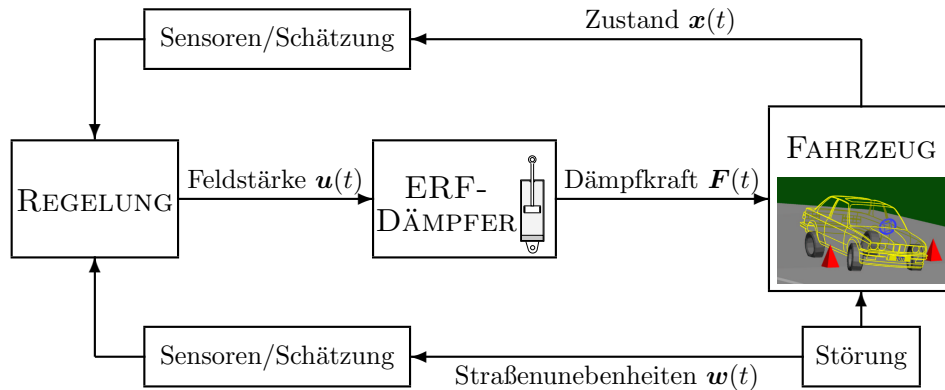 Zustand x(t)
Sensoren/Schätzung
FAHRZEUG
REGELUNG
Feldstärke u(t)
ERF-
DÄMPFER
Dämpfkraft F(t)
Sensoren/Schätzung
Straßenunebenheiten w(t)
Störung